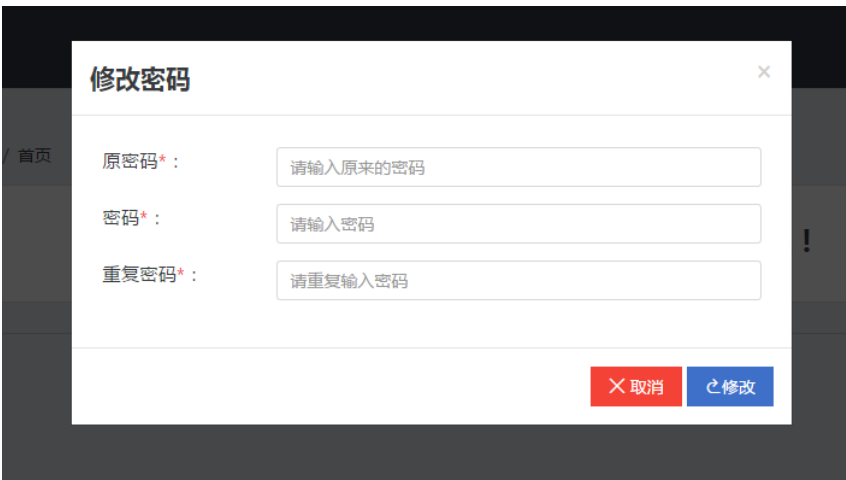 修改密码 ×
/ 首页
原密码*： 请输入原来的密码
密码*： 请输入密码
!
重复密码*： 请重复输入密码
取消 修改